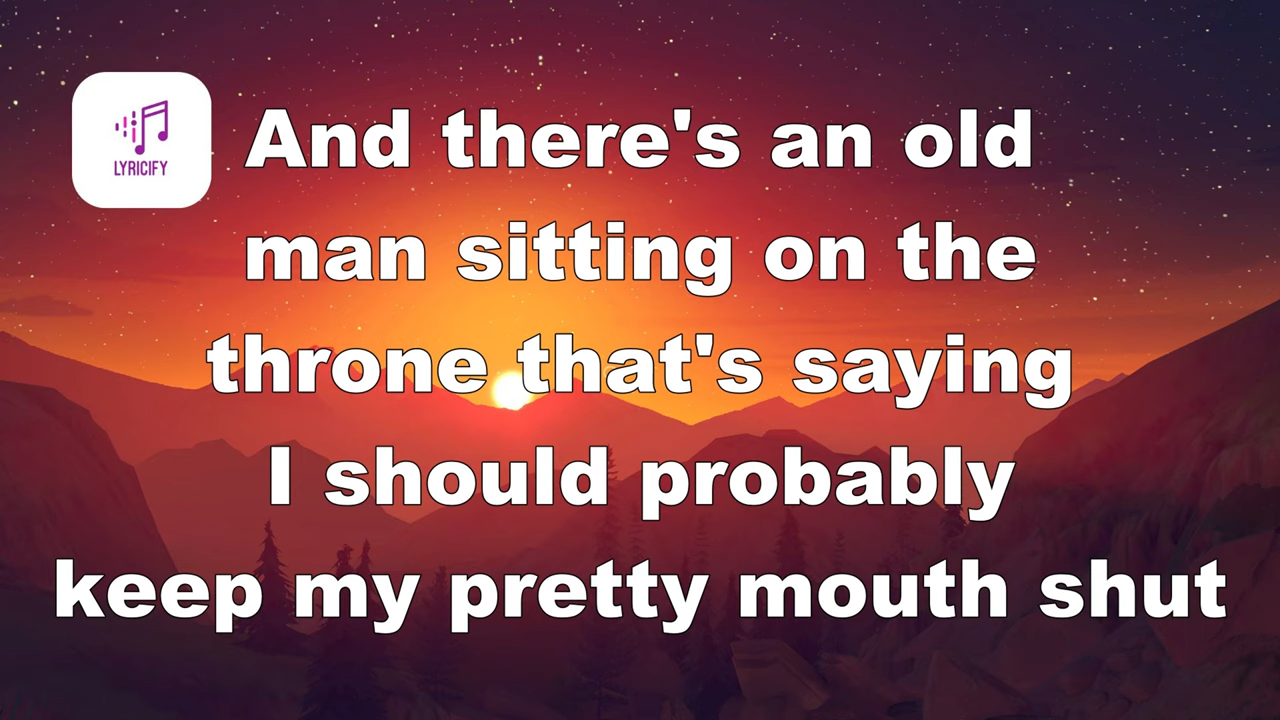 LYRICIFY
And there's an old
man sitting on the
throne that's saying
I should probably
keep my pretty mouth shut